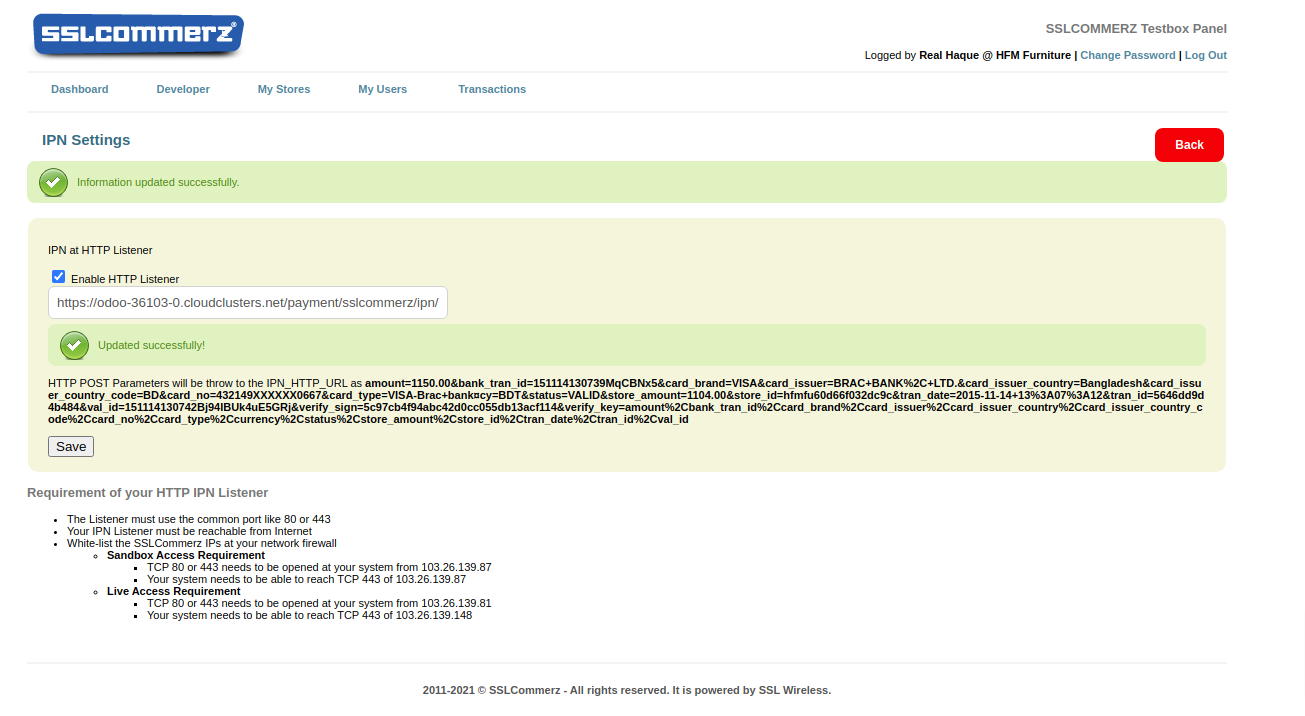 SSLCOMMERZ®
SSLCOMMERZ Testbox Panel
Logged by Real Haque @ HFM Furniture | Change Password | Log Out
Dashboard Developer My Stores My Users Transactions
IPN Settings
Back
Information updated successfully.
IPN at HTTP Listener
Enable HTTP Listener
https://odoo-36103-0.cloudclusters.net/payment/sslcommerz/ipn/
Updated successfully!
HTTP POST Parameters will be throw to the IPN_HTTP_URL as amount=1150.00&bank_tran_id=151114130739MqCBNx5&card_brand=VISA&card_issuer=BRAC+BANK%2C+LTD.&card_issuer_country=Bangladesh&card_issu
er_country_code=BD&card_no=432149XXXXXX0667&card_type=VISA-Brac+bank¤cy=BDT&status=VALID&store_amount=1104.00&store_id=hfmfu60d66f032dc9c&tran_date=2015-11-14+13%3A07%3A12&tran_id=5646dd9d
4b484&val_id=151114130742Bj94IBUk4uE5GRj&verify_sign=5c97cb4f94abc42d0cc055db13acf114&verify_key=amount%2Cbank_tran_id%2Ccard_brand%2Ccard_issuer%2Ccard_issuer_country%2Ccard_issuer_country_c
ode%2Ccard_no%2Ccard_type%2Ccurrency%2Cstatus%2Cstore_amount%2Cstore_id%2Ctran_date%2Ctran_id%2Cval_id
Save
Requirement of your HTTP IPN Listener
• The Listener must use the common port like 80 or 443
• Your IPN Listener must be reachable from Internet
• White-list the SSLCommerz IPs at your network firewall
◦ Sandbox Access Requirement
▪ TCP 80 or 443 needs to be opened at your system from 103.26.139.87
▪ Your system needs to be able to reach TCP 443 of 103.26.139.87
◦ Live Access Requirement
▪ TCP 80 or 443 needs to be opened at your system from 103.26.139.81
▪ Your system needs to be able to reach TCP 443 of 103.26.139.148
2011-2021 © SSLCommerz - All rights reserved. It is powered by SSL Wireless.